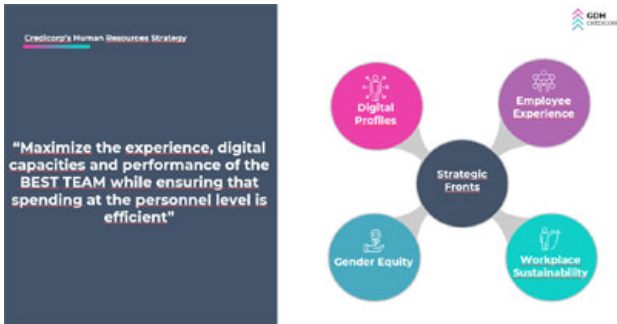 Credicorp's Human Resources Strategy
"Maximize the experience, digital
capacities and performance of the
BEST TEAM while ensuring that
spending at the personnel level is
efficient"
GDH
CREDICORP
Digital
Profiles
Employee
Experience
Strategic
Fronts
Gender Equity
Workplace
Sustainability